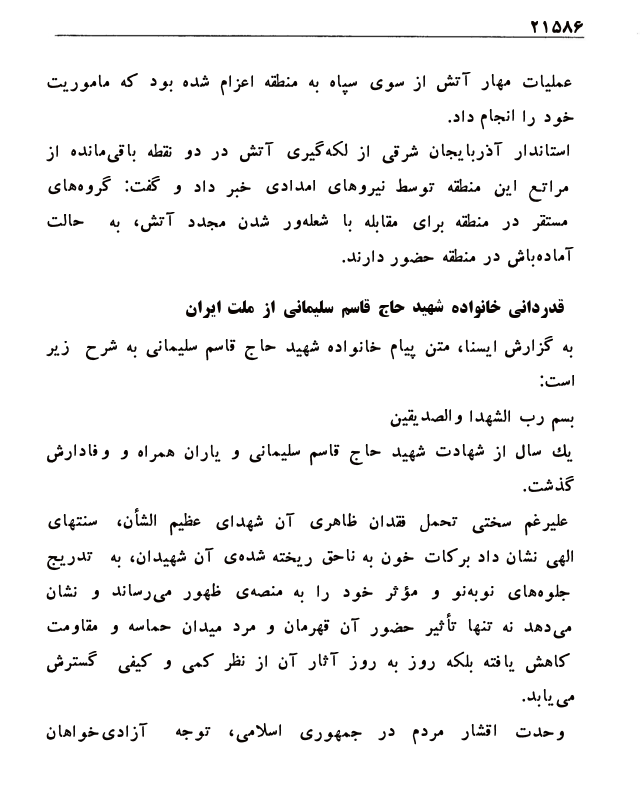 ۲۱۵۸۶
عملیات مهار آتش از سوی سپاه به منطقه اعزام شده بود که ماموریت
خود را انجام داد.
استاندار آذربایجان شرقی از لکه‌گیری آتش در دو نقطه باقی‌مانده از
مراتع این منطقه توسط نیروهای امدادی خبر داد و گفت: گروه‌های
مستقر در منطقه برای مقابله با شعله‌ور شدن مجدد آتش، به حالت
آماده‌باش در منطقه حضور دارند.
قدردانی خانواده شهید حاج قاسم سلیمانی از ملت ایران
به گزارش ایسنا، متن پیام خانواده شهید حاج قاسم سلیمانی به شرح زیر
است:
بسم رب الشهدا والصدیقین
یك سال از شهادت شهید حاج قاسم سلیمانی و یاران همراه و وفادارش
گذشت.
علیرغم سختی تحمل فقدان ظاهری آن شهدای عظیم الشأن، سنتهای
الهی نشان داد برکات خون به ناحق ریخته شده‌ی آن شهیدان، به تدریج
جلوه‌های نوبه‌نو و مؤثر خود را به منصه‌ی ظهور می‌رساند و نشان
می‌دهد نه تنها تأثیر حضور آن قهرمان و مرد میدان حماسه و مقاومت
کاهش یافته بلکه روز به روز آثار آن از نظر کمی و کیفی گسترش
می‌یابد.
وحدت اقشار مردم در جمهوری اسلامی، توجه آزادی‌خواهان